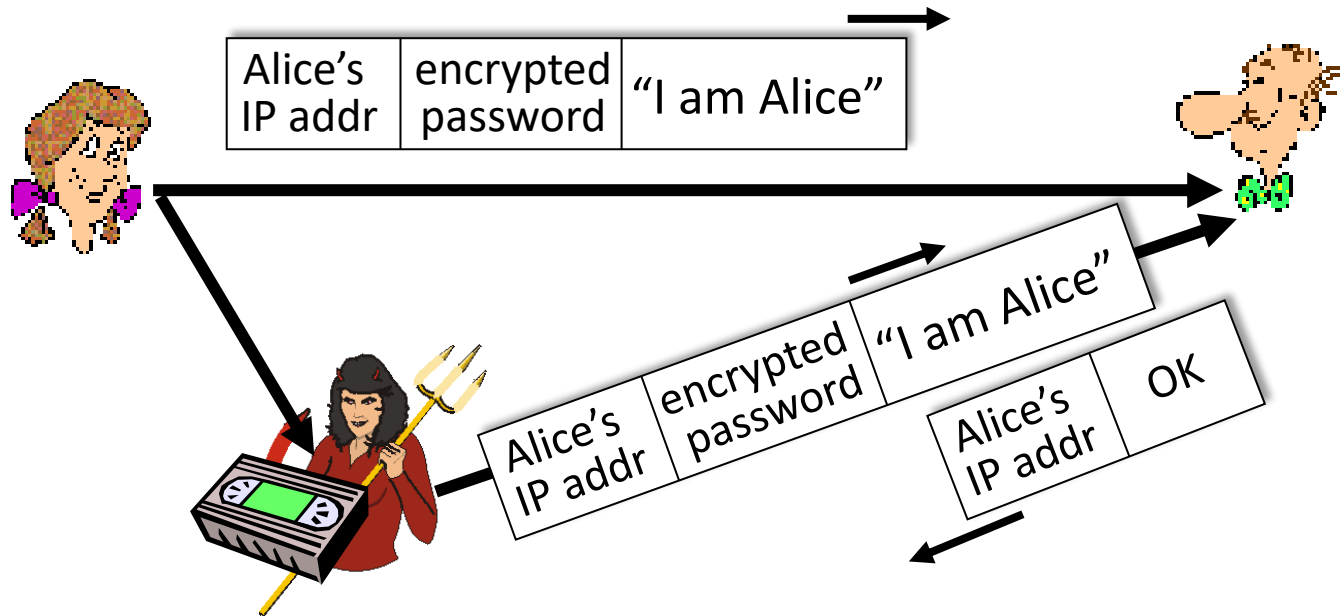 Alice’s
IP addr
encrypted
password
“I am Alice”
Alice’s
IP addr
encrypted
password
“I am Alice”
Alice’s
IP addr
OK